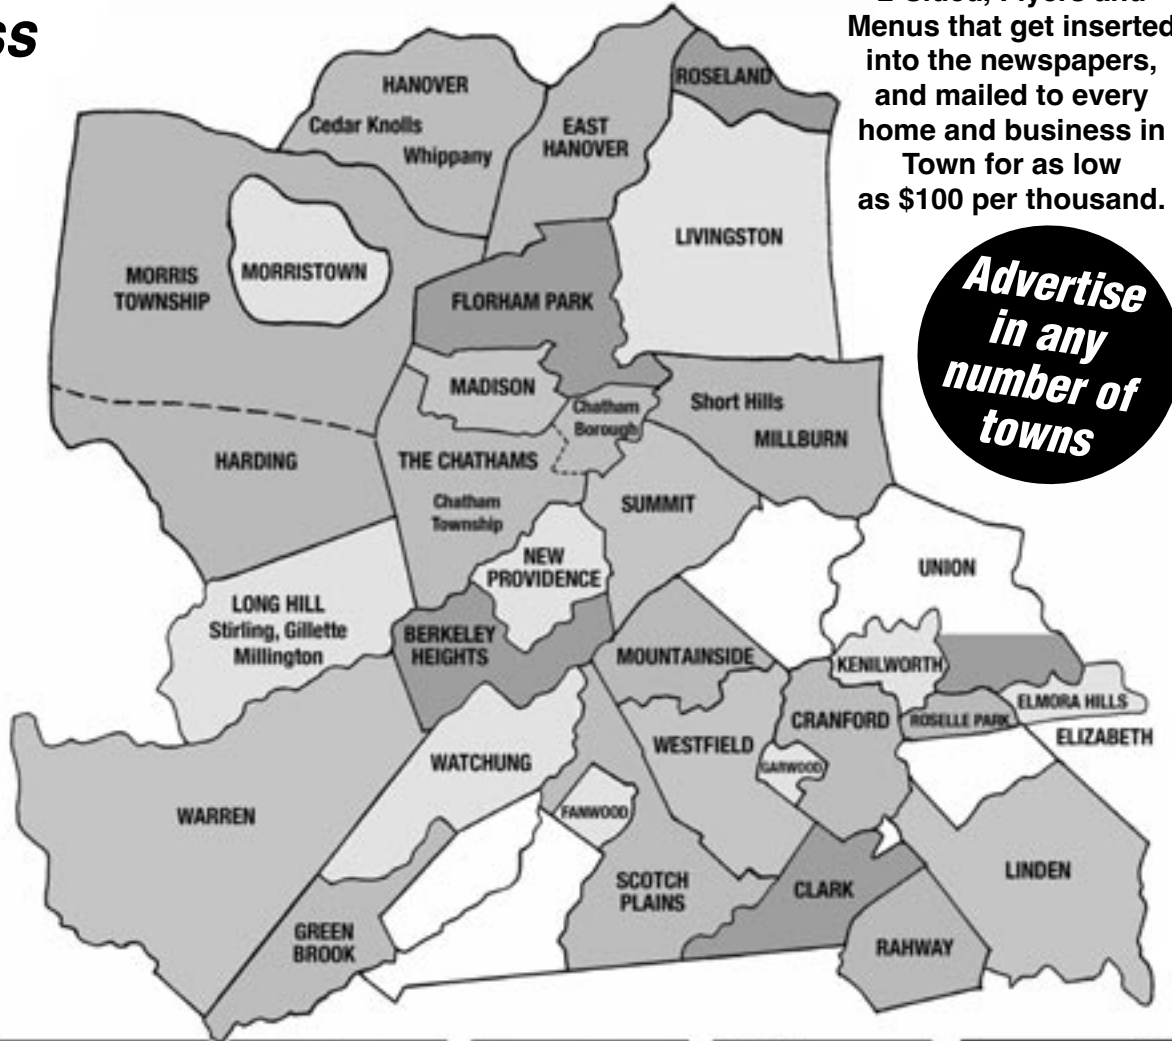 ss
2-Sided, Flyers and
Menus that get inserted
into the newspapers,
and mailed to every
home and business in
Town for as low
as $100 per thousand.
Advertise
in any
number of
towns
HANOVER
Cedar Knolls
Whippany
EAST
HANOVER
ROSELAND
LIVINGSTON
MORRIS
TOWNSHIP
MORRISTOWN
FLORHAM PARK
MADISON
Chatham
Borough
Short Hills
MILLBURN
HARDING
THE CHATHAMS
Chatham
Township
SUMMIT
NEW
PROVIDENCE
UNION
LONG HILL
Stirling, Gillette
Millington
BERKELEY
HEIGHTS
MOUNTAINSIDE
KENILWORTH
ELMORA HILLS
ROSELLE PARK
ELIZABETH
CRANFORD
WESTFIELD
GARWOOD
WATCHUNG
WARREN
FANWOOD
SCOTCH
PLAINS
CLARK
LINDEN
GREEN
BROOK
RAHWAY